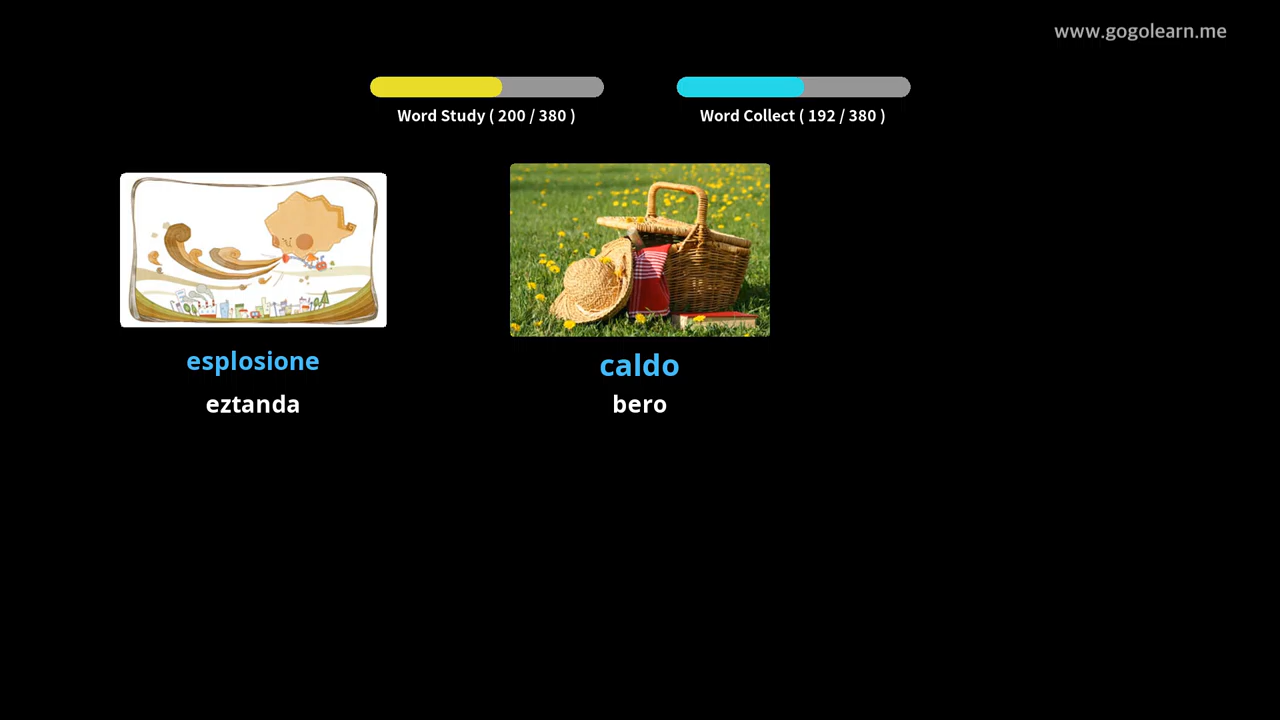 www.gogolearn.me
Word Study ( 200 / 380 )
Word Collect ( 192 / 380 )
esplosione
eztanda
caldo
bero